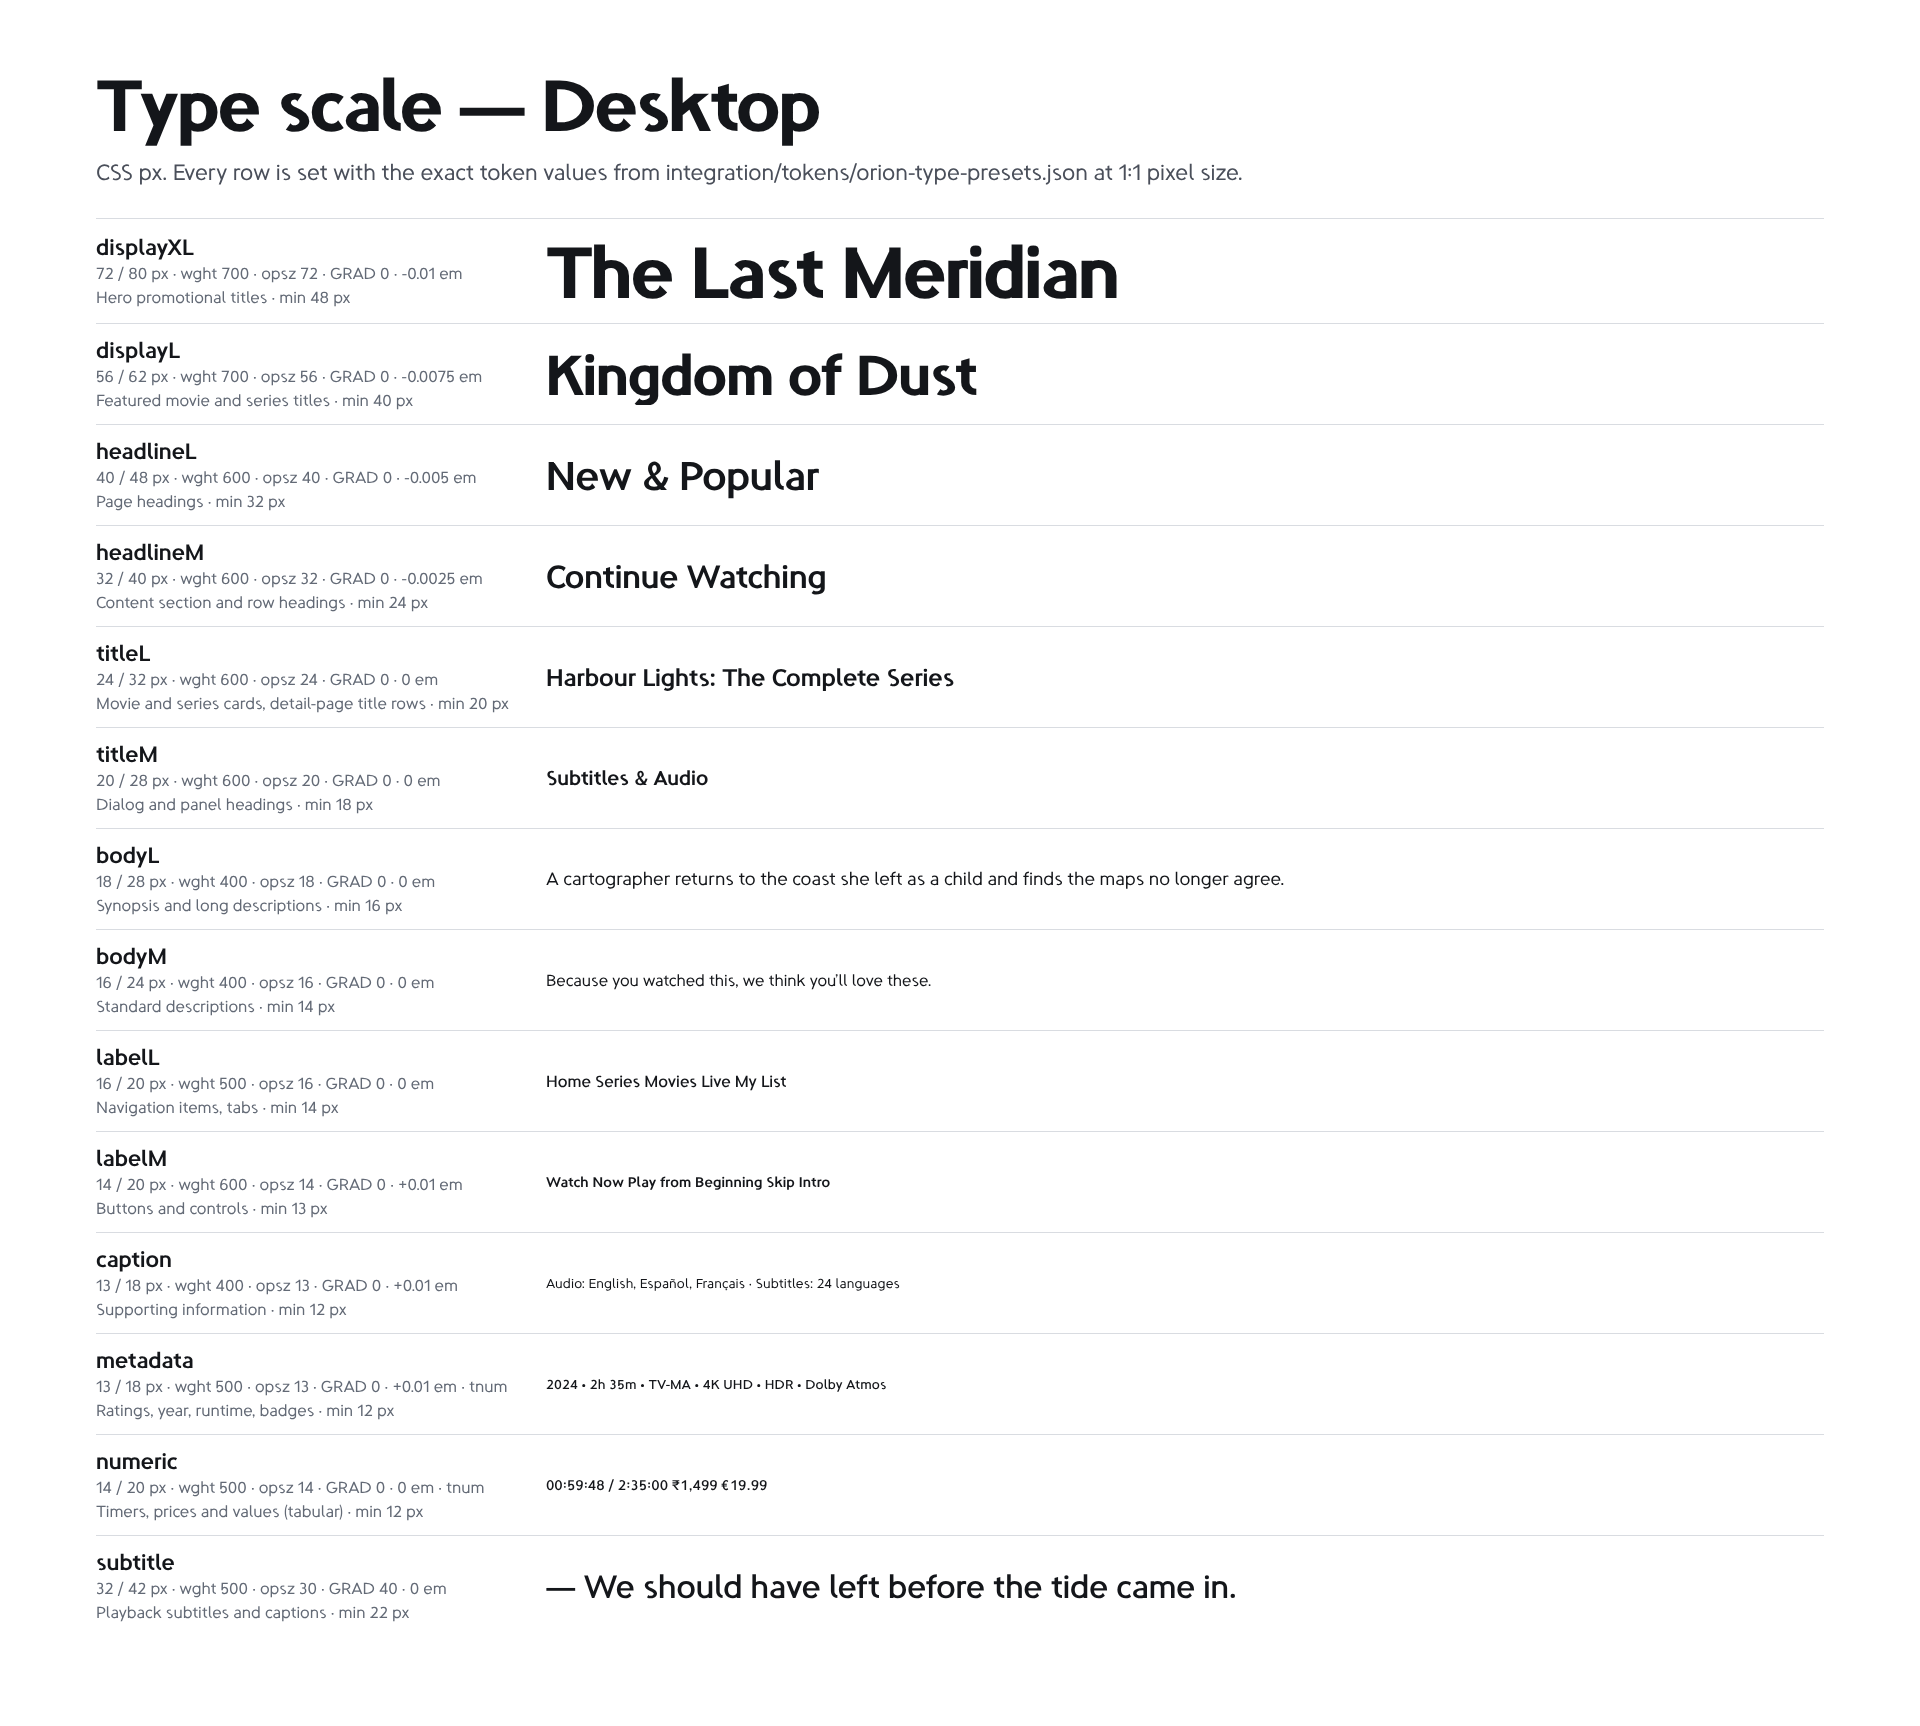 Type scale — Desktop
CSS px. Every row is set with the exact token values from integration/tokens/orion-type-presets.json at 1:1 pixel size.
displayXL
72 / 80 px · wght 700 · opsz 72 · GRAD 0 · -0.01 em
Hero promotional titles · min 48 px
The Last Meridian
displayL
56 / 62 px · wght 700 · opsz 56 · GRAD 0 · -0.0075 em
Featured movie and series titles · min 40 px
Kingdom of Dust
headlineL
40 / 48 px · wght 600 · opsz 40 · GRAD 0 · -0.005 em
Page headings · min 32 px
New & Popular
headlineM
32 / 40 px · wght 600 · opsz 32 · GRAD 0 · -0.0025 em
Content section and row headings · min 24 px
Continue Watching
titleL
24 / 32 px · wght 600 · opsz 24 · GRAD 0 · 0 em
Movie and series cards, detail-page title rows · min 20 px
Harbour Lights: The Complete Series
titleM
20 / 28 px · wght 600 · opsz 20 · GRAD 0 · 0 em
Dialog and panel headings · min 18 px
Subtitles & Audio
bodyL
18 / 28 px · wght 400 · opsz 18 · GRAD 0 · 0 em
Synopsis and long descriptions · min 16 px
A cartographer returns to the coast she left as a child and finds the maps no longer agree.
bodyM
16 / 24 px · wght 400 · opsz 16 · GRAD 0 · 0 em
Standard descriptions · min 14 px
Because you watched this, we think you'll love these.
labelL
16 / 20 px · wght 500 · opsz 16 · GRAD 0 · 0 em
Navigation items, tabs · min 14 px
Home Series Movies Live My List
labelM
14 / 20 px · wght 600 · opsz 14 · GRAD 0 · +0.01 em
Buttons and controls · min 13 px
Watch Now Play from Beginning Skip Intro
caption
13 / 18 px · wght 400 · opsz 13 · GRAD 0 · +0.01 em
Supporting information · min 12 px
Audio: English, Español, Français · Subtitles: 24 languages
metadata
13 / 18 px · wght 500 · opsz 13 · GRAD 0 · +0.01 em · tnum
Ratings, year, runtime, badges · min 12 px
2024 • 2h 35m • TV-MA • 4K UHD • HDR • Dolby Atmos
numeric
14 / 20 px · wght 500 · opsz 14 · GRAD 0 · 0 em · tnum
Timers, prices and values (tabular) · min 12 px
00:59:48 / 2:35:00 ₹1,499 €19.99
subtitle
32 / 42 px · wght 500 · opsz 30 · GRAD 40 · 0 em
Playback subtitles and captions · min 22 px
— We should have left before the tide came in.